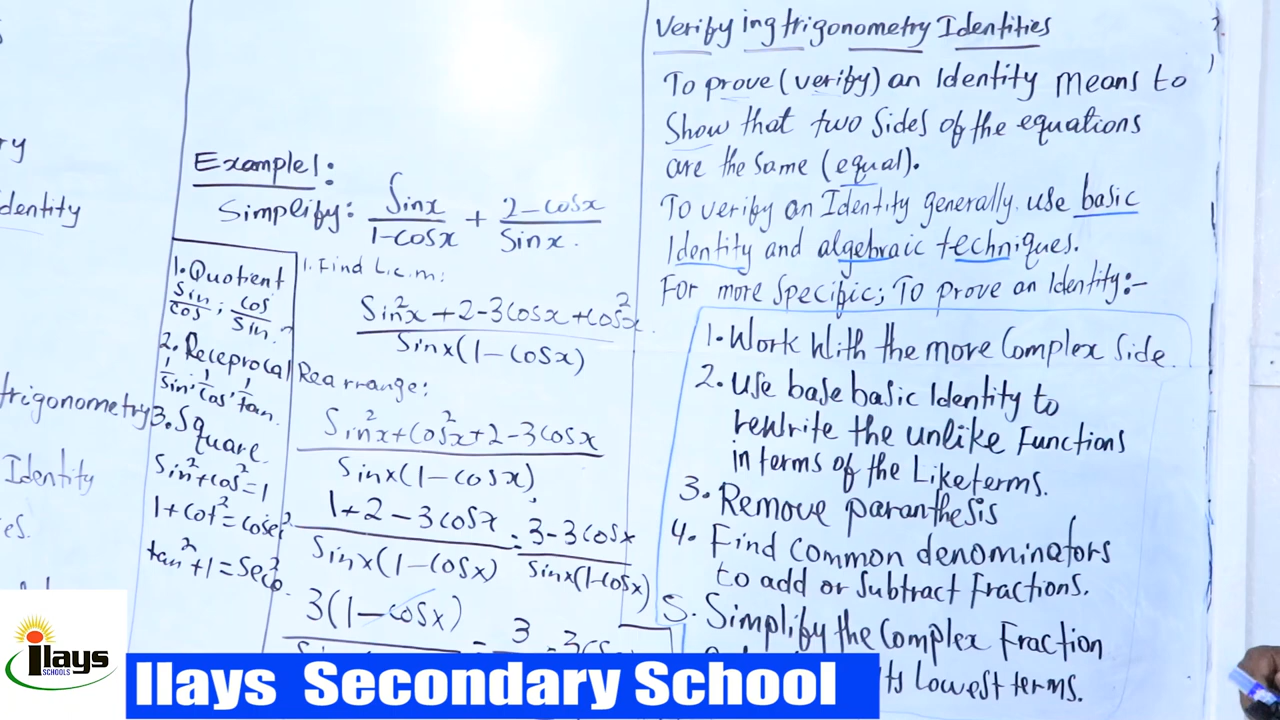 ry
dentity
trigonometry
Identity
es.
Example1:
Simplify: Sinx/1-cosx + 2-cosx/Sinx.
1. Quotient
Sin/cos ; cos/Sin.
2. Receprocal
1/sin, 1/cos, 1/tan.
3. Square
Sin²+cos²=1
1+cot²=cosec²
tan²+1=Sec²
1. Find L.c.m:
Sin²x+2-3cosx+cos²x / Sinx(1-cosx)
Rearrange:
Sin²x+cos²x+2-3cosx / Sinx(1-cosx)
1+2-3cosx / Sinx(1-cosx) = 3-3cosx / Sinx(1-cosx)
3(1-cosx) = 3
Verifying trigonometry Identities
To prove (verify) an Identity means to
Show that two Sides of the equations
are the same (equal).
To verify an Identity generally use basic
Identity and algebraic techniques.
For more Specific; To prove an Identity:-
1. Work With the more Complex side.
2. Use base basic Identity to
rewrite the unlike Functions
in terms of the Liketerms.
3. Remove paranthesis
4. Find common denominators
to add or Subtract Fractions.
5. Simplify the Complex Fraction
Its Lowest terms.
ilays
SCHOOLS
Ilays Secondary School